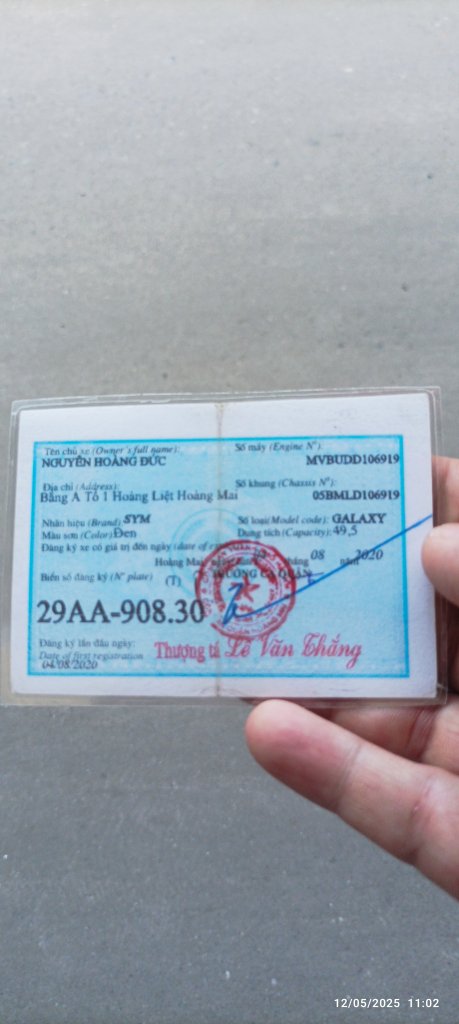 Tên chủ xe (Owner's full name):
NGUYỄN HOÀNG ĐỨC
Số máy (Engine N°):
MVBUDD106919
Địa chỉ (Address):
Bằng A Tổ 1 Hoàng Liệt Hoàng Mai
Số khung (Chassis N°):
05BMLD106919
Nhãn hiệu (Brand): SYM
Số loại (Model code): GALAXY
Màu sơn (Color): Đen
Dung tích (Capacity): 49,5
Đăng ký xe có giá trị đến ngày (date of
Hoàng Mai, 08 năm 2020
Biển số đăng ký (N° plate) (T)
29AA-908.30
Đăng ký lần đầu ngày:
Date of first registration
04/08/2020
Thượng tá Lê Văn Thắng
12/05/2025 11:02